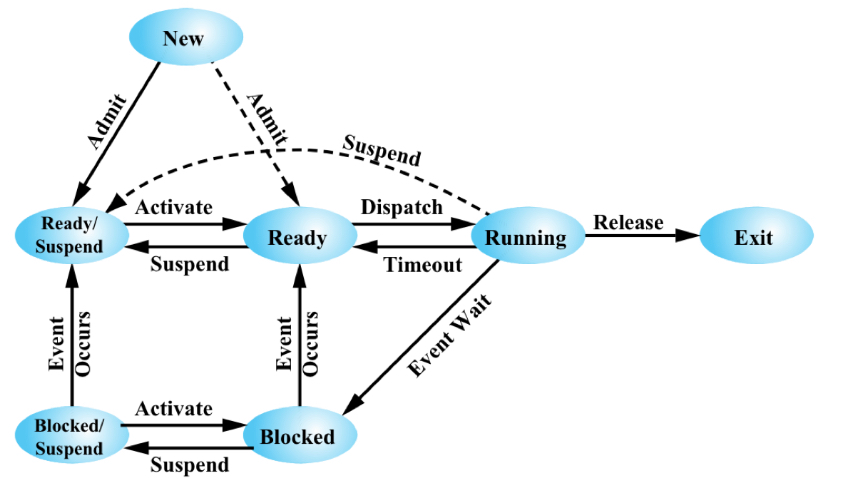 New
Admit
Admit
Suspend
Ready/
Suspend
Activate
Suspend
Ready
Dispatch
Timeout
Running
Release
Exit
Event
Occurs
Event
Occurs
Event Wait
Blocked/
Suspend
Activate
Suspend
Blocked